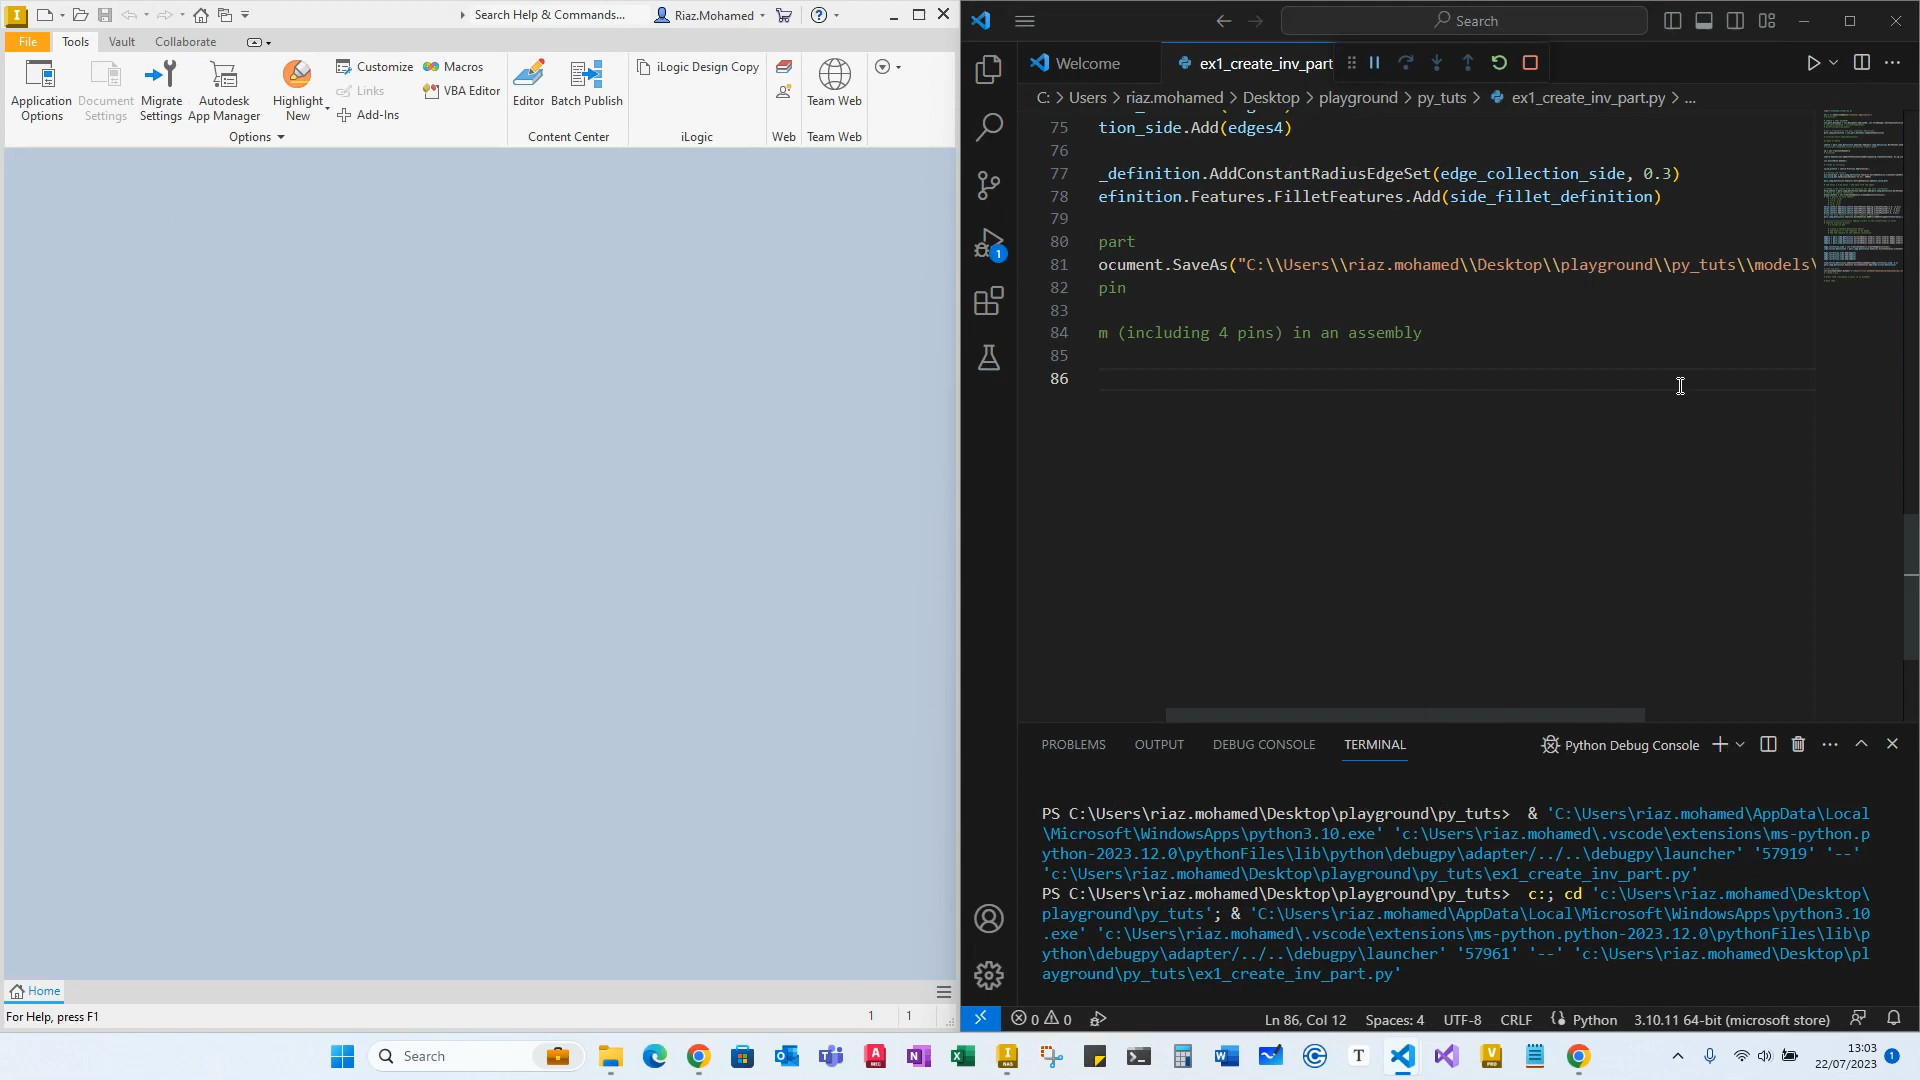 Search Help & Commands...
Riaz.Mohamed
File
Tools
Vault
Collaborate
Application
Options
Document
Settings
Migrate
Settings
Autodesk
App Manager
Highlight
New
Customize
Links
Add-Ins
Macros
VBA Editor
Options
Editor
Batch Publish
Content Center
iLogic Design Copy
iLogic
Web
Team Web
Team Web
Home
For Help, press F1
1
1
Search
Welcome
ex1_create_inv_part
C: > Users > riaz.mohamed > Desktop > playground > py_tuts > ex1_create_inv_part.py > ...
75 tion_side.Add(edges4)
76
77 _definition.AddConstantRadiusEdgeSet(edge_collection_side, 0.3)
78 efinition.Features.FilletFeatures.Add(side_fillet_definition)
79
80 part
81 ocument.SaveAs("C:\\Users\\riaz.mohamed\\Desktop\\playground\\py_tuts\\models\
82 pin
83
84 m (including 4 pins) in an assembly
85
86
1
PROBLEMS
OUTPUT
DEBUG CONSOLE
TERMINAL
Python Debug Console
PS C:\Users\riaz.mohamed\Desktop\playground\py_tuts>  & 'C:\Users\riaz.mohamed\AppData\Local
\Microsoft\WindowsApps\python3.10.exe' 'c:\Users\riaz.mohamed\.vscode\extensions\ms-python.p
ython-2023.12.0\pythonFiles\lib\python\debugpy\adapter/../..\debugpy\launcher' '57919' '--'
'c:\Users\riaz.mohamed\Desktop\playground\py_tuts\ex1_create_inv_part.py'
PS C:\Users\riaz.mohamed\Desktop\playground\py_tuts>  c:; cd 'c:\Users\riaz.mohamed\Desktop\
playground\py_tuts'; & 'C:\Users\riaz.mohamed\AppData\Local\Microsoft\WindowsApps\python3.10
.exe' 'c:\Users\riaz.mohamed\.vscode\extensions\ms-python.python-2023.12.0\pythonFiles\lib\p
ython\debugpy\adapter/../..\debugpy\launcher' '57961' '--' 'c:\Users\riaz.mohamed\Desktop\pl
ayground\py_tuts\ex1_create_inv_part.py'
0 0
Ln 86, Col 12
Spaces: 4
UTF-8
CRLF
Python
3.10.11 64-bit (microsoft store)
Search
13:03
22/07/2023
1